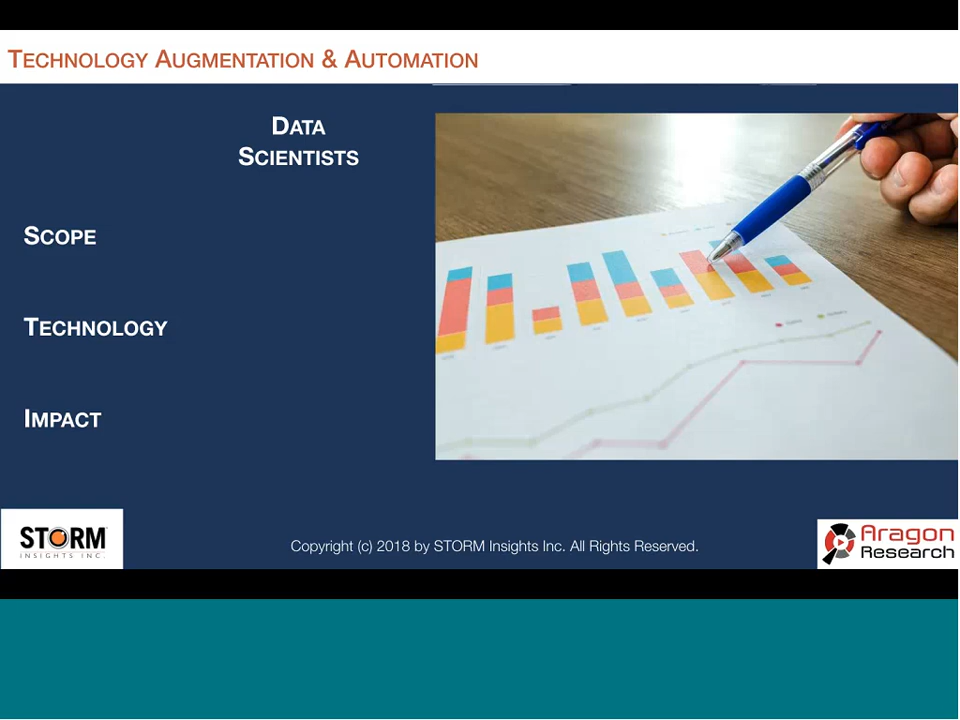 TECHNOLOGY AUGMENTATION & AUTOMATION
DATA
SCIENTISTS
SCOPE
TECHNOLOGY
IMPACT
STORM
INSIGHTS INC.
Copyright (c) 2018 by STORM Insights Inc. All Rights Reserved.
Aragon
Research